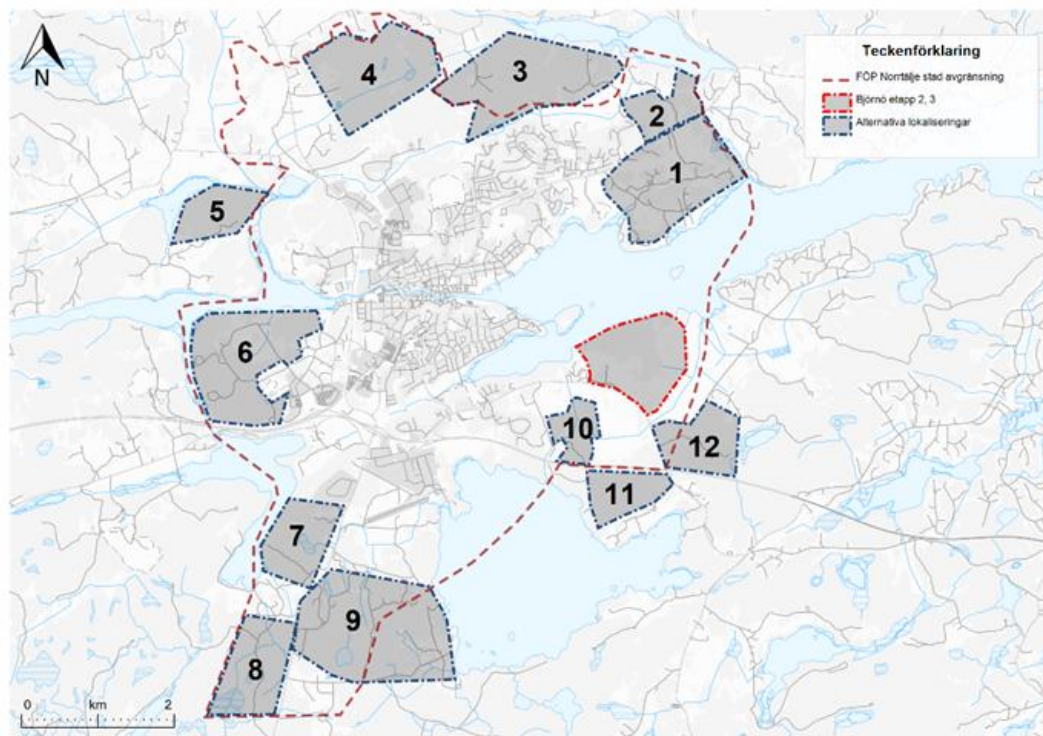 N
Teckenförklaring
FÖP Norrtälje stad avgränsning
Björnö etapp 2, 3
Alternativa lokaliseringar
4
3
2
1
5
6
10
12
11
7
9
8
0 km 2